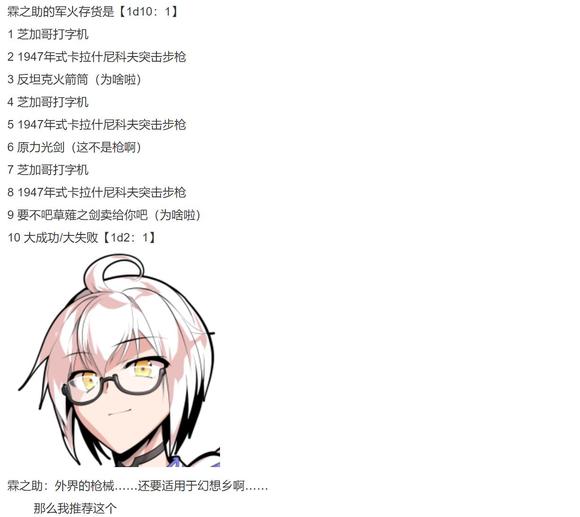 霖之助的军火存货是【1d10：1】
1 芝加哥打字机
2 1947年式卡拉什尼科夫突击步枪
3 反坦克火箭筒（为啥啦）
4 芝加哥打字机
5 1947年式卡拉什尼科夫突击步枪
6 原力光剑（这不是枪啊）
7 芝加哥打字机
8 1947年式卡拉什尼科夫突击步枪
9 要不吧草薙之剑卖给你吧（为啥啦）
10 大成功/大失败【1d2：1】
霖之助：外界的枪械……还要适用于幻想乡啊……
那么我推荐这个